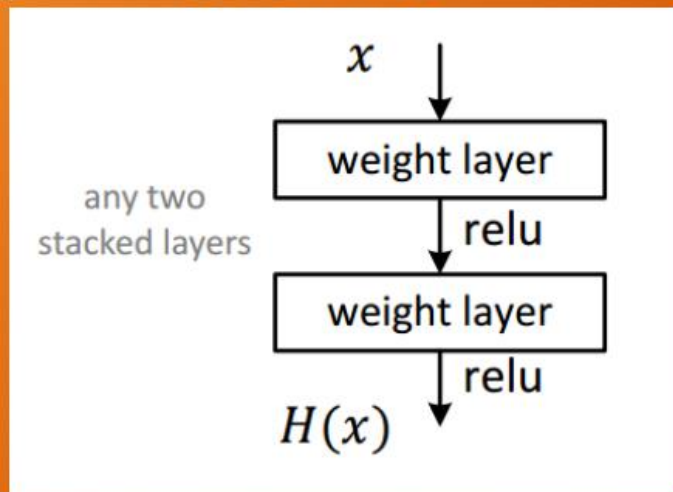 x
weight layer
any two
stacked layers
relu
weight layer
relu
H(x)